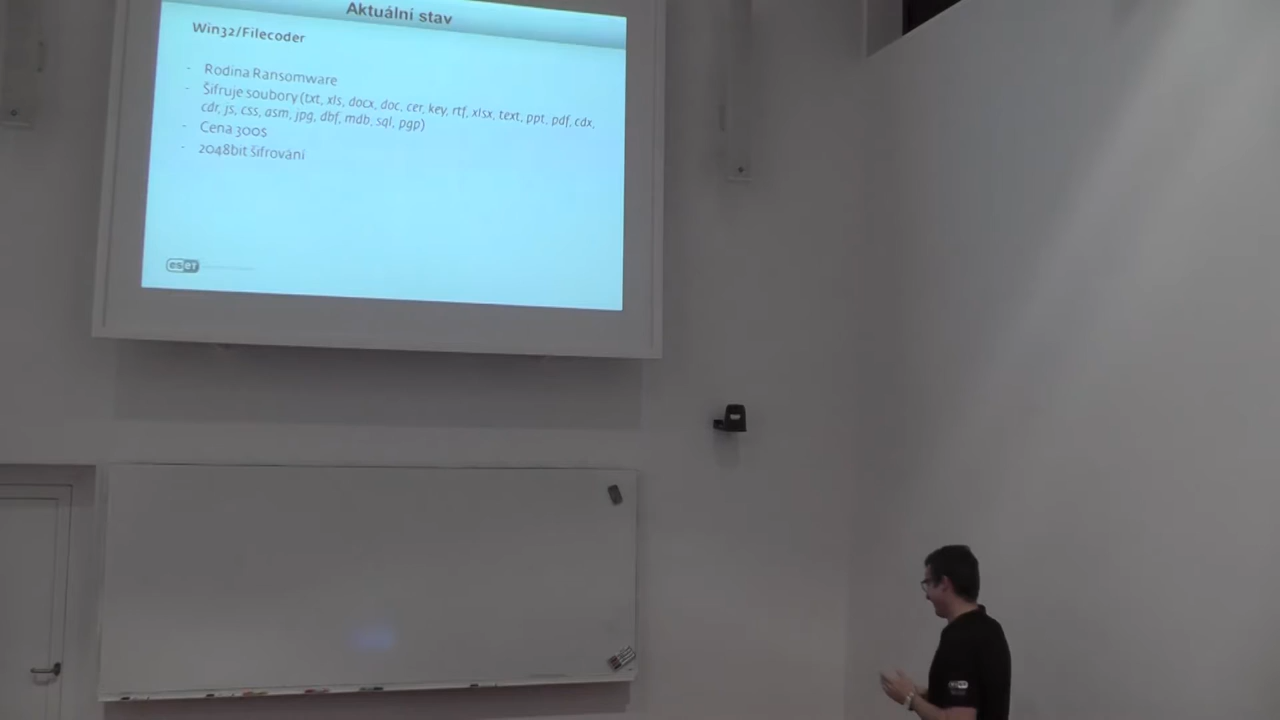 Aktuální stav
Win32/Filecoder
- Rodina Ransomware
- Šifruje soubory (txt, xls, docx, doc, cer, key, rtf, xlsx, text, ppt, pdf, cdx,
cdr, js, css, asm, jpg, dbf, mdb, sql, pgp)
- Cena 300$
- 2048bit šifrování
eset